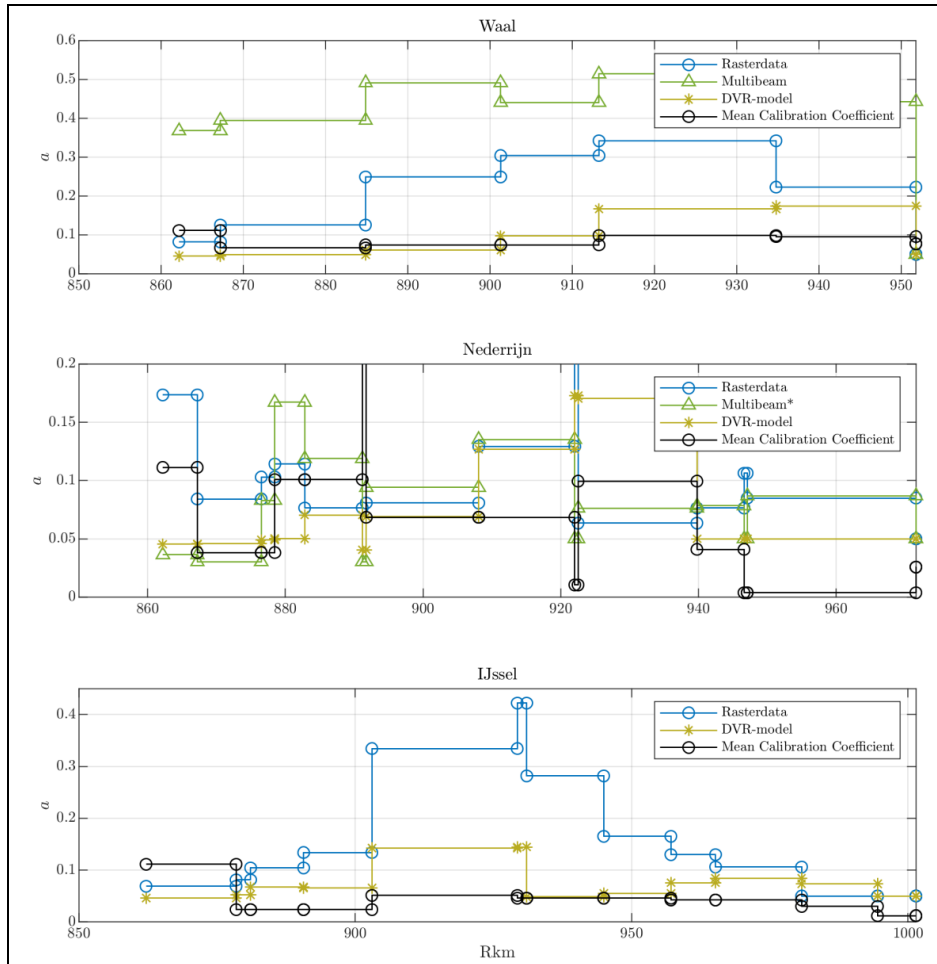 Waal
0.6
0.5
0.4
0.3
0.2
0.1
0
a
Rasterdata
Multibeam
DVR-model
Mean Calibration Coefficient
850 860 870 880 890 900 910 920 930 940 950
Nederrijn
0.2
0.15
0.1
0.05
0
a
Rasterdata
Multibeam*
DVR-model
Mean Calibration Coefficient
860 880 900 920 940 960
IJssel
0.4
0.3
0.2
0.1
0
a
Rasterdata
DVR-model
Mean Calibration Coefficient
850 900 950 1000
Rkm